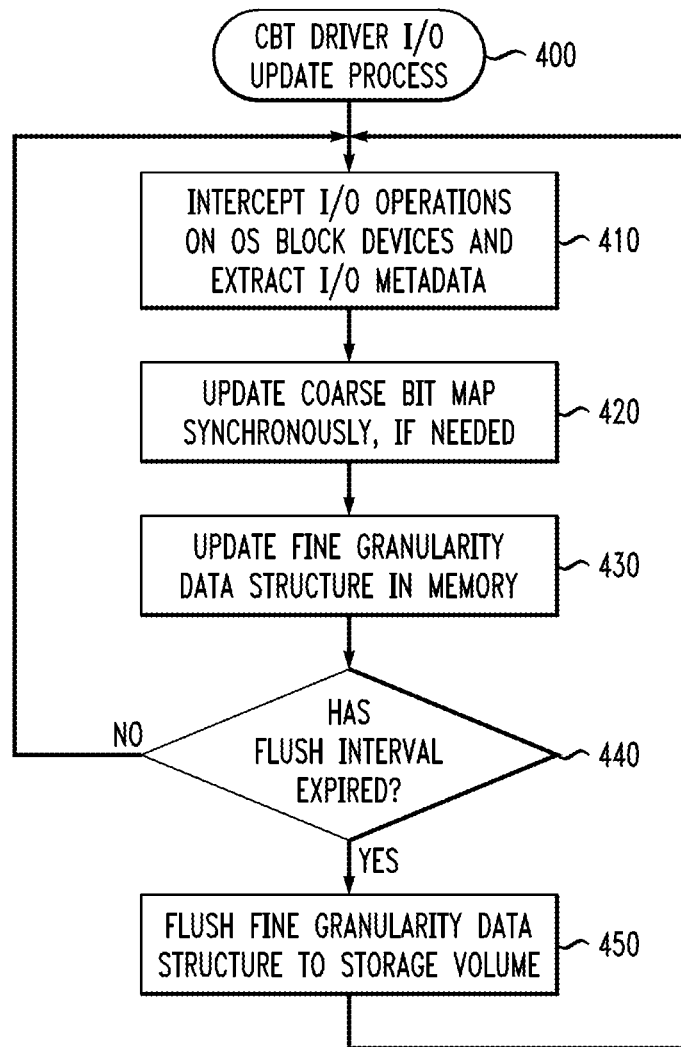 CBT DRIVER I/O
UPDATE PROCESS
400
INTERCEPT I/O OPERATIONS
ON OS BLOCK DEVICES AND
EXTRACT I/O METADATA
410
UPDATE COARSE BIT MAP
SYNCHRONOUSLY, IF NEEDED
420
UPDATE FINE GRANULARITY
DATA STRUCTURE IN MEMORY
430
HAS
FLUSH INTERVAL
EXPIRED?
440
NO
YES
FLUSH FINE GRANULARITY DATA
STRUCTURE TO STORAGE VOLUME
450